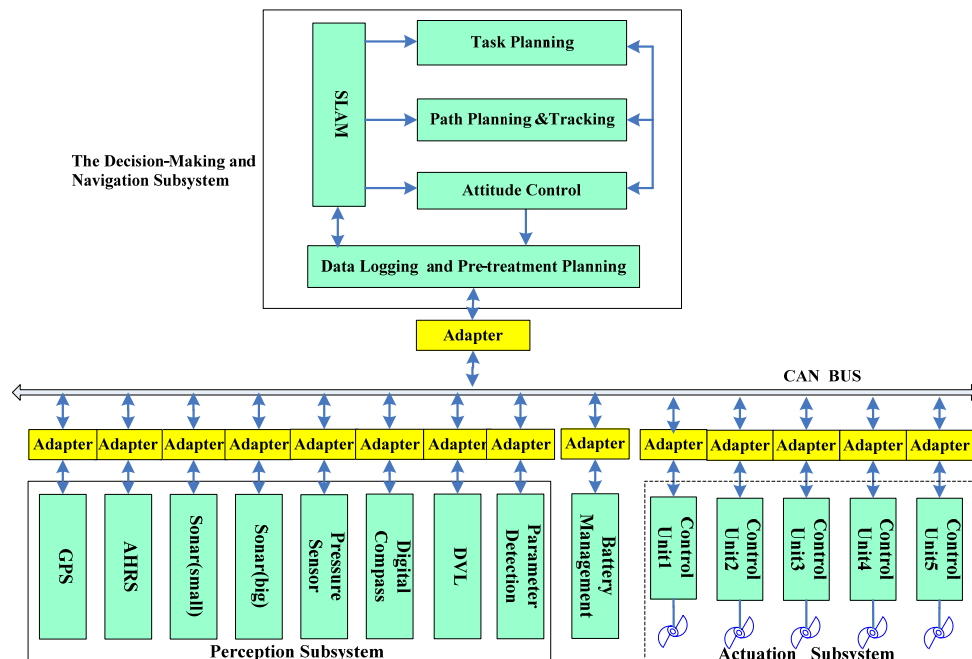 Task Planning
SLAM
Path Planning &Tracking
The Decision-Making and
Navigation Subsystem
Attitude Control
Data Logging and Pre-treatment Planning
Adapter
CAN BUS
Adapter Adapter Adapter Adapter Adapter Adapter Adapter Adapter Adapter Adapter Adapter Adapter Adapter Adapter
GPS
AHRS
Sonar(small)
Sonar(big)
Pressure
Sensor
Digital
Compass
DVL
Parameter
Detection
Battery
Management
Control
Unit1
Control
Unit2
Control
Unit3
Control
Unit4
Control
Unit5
Perception Subsystem
Actuation Subsystem